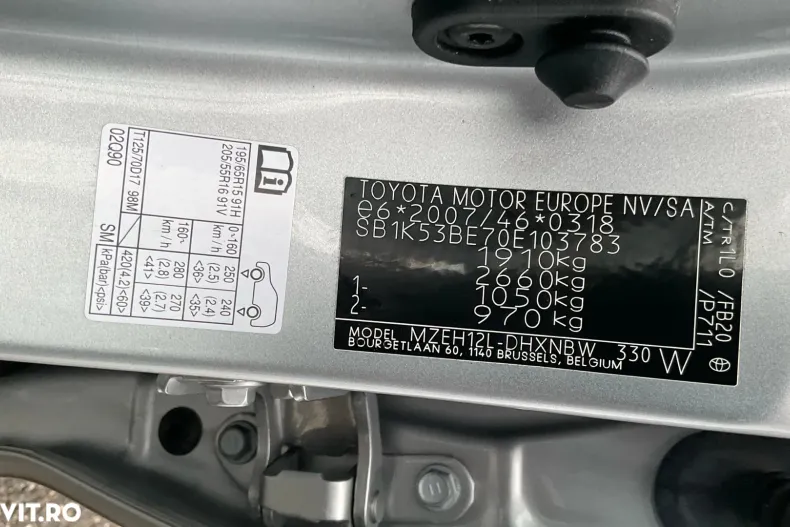 195/65R15 91H
205/55R16 91V
0~160
km/h
250
(2.5)
<36>
240
(2.4)
<35>
160~
km/h
280
(2.8)
<41>
270
(2.7)
<39>
T125/70D17 98M
420(4.2)<60>
02Q90
SM
kPa(bar)<psi>
TOYOTA MOTOR EUROPE NV/SA
e6*2007/46*0318
SB1K53BE70E103783
1910kg
2660kg
1- 1050kg
2- 970kg
C/TR 1L0 /FB20
A/TM /P711
MODEL MZEH12L-DHXNBW 330 W
BOURGETLAAN 60, 1140 BRUSSELS, BELGIUM
VIT.RO